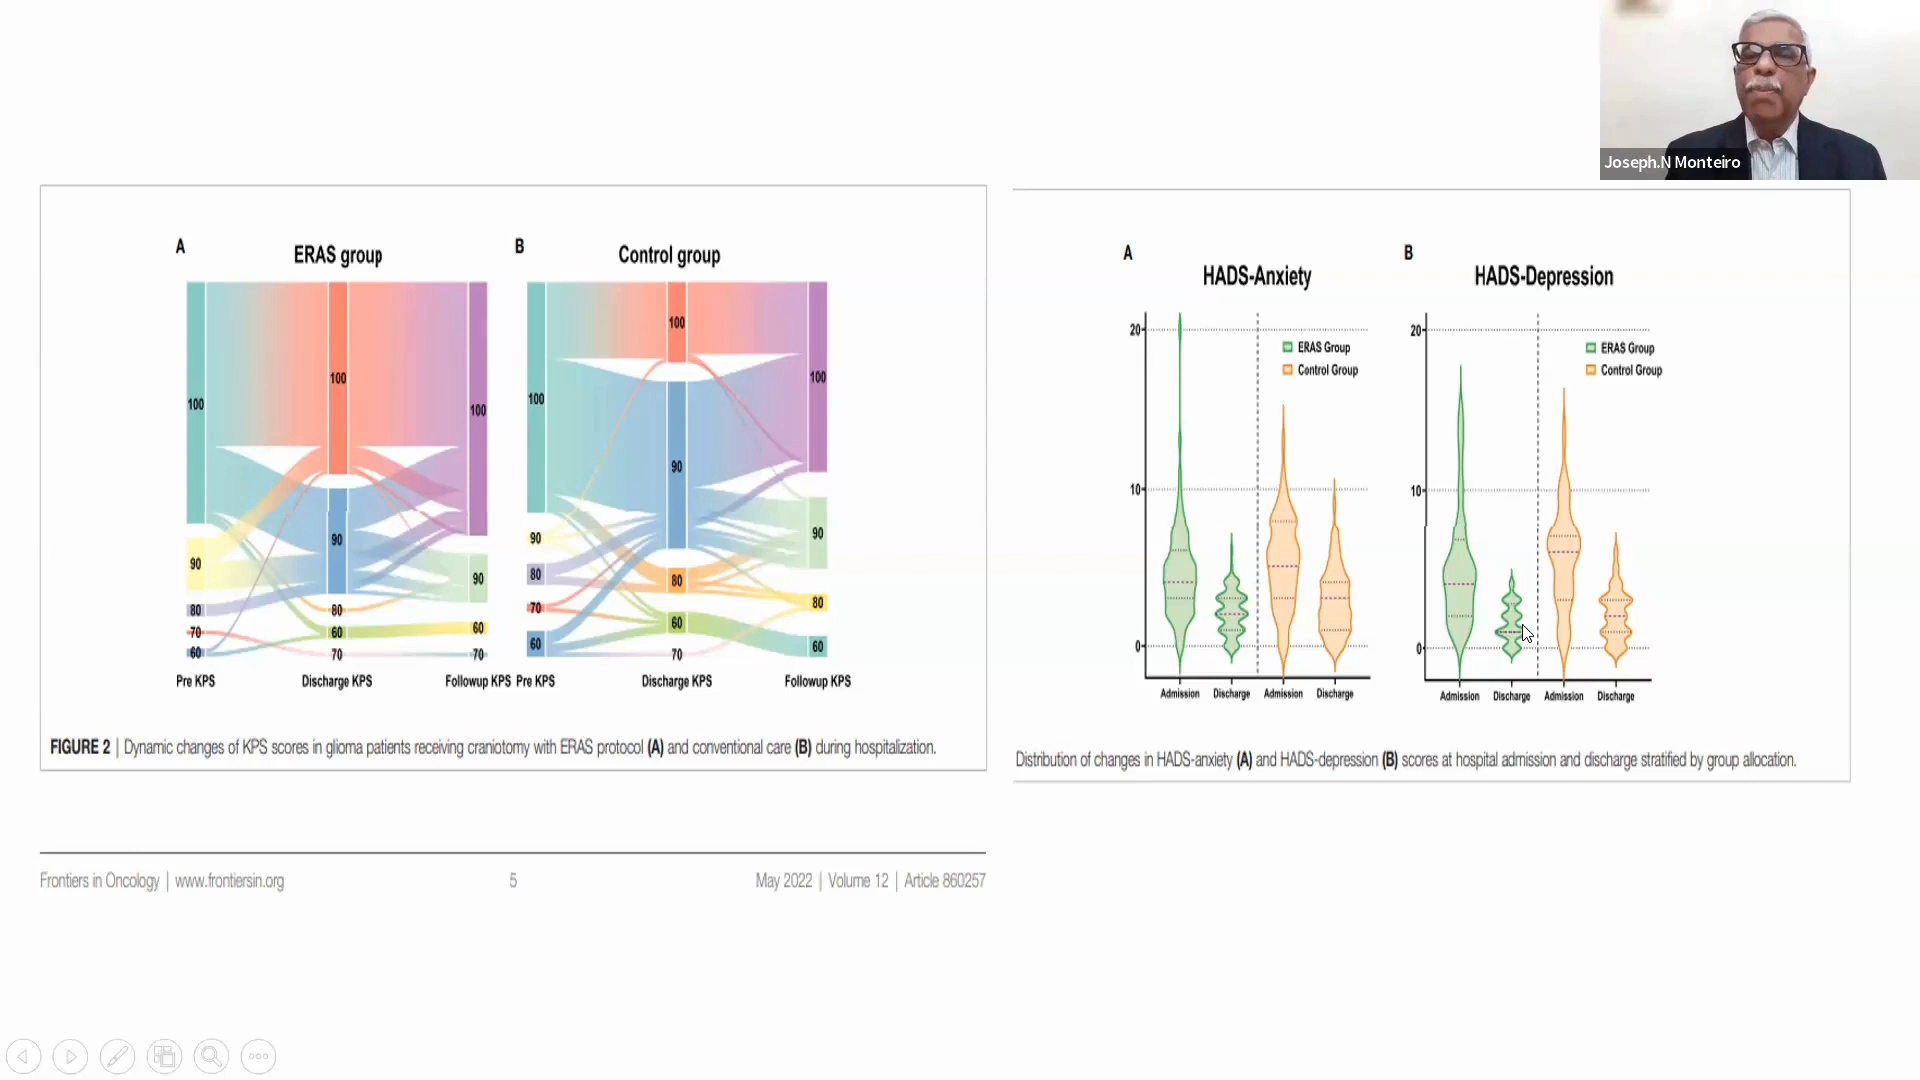 Joseph.N Monteiro
A
ERAS group
100
90
80
70
60
100
90
80
60
70
100
90
60
70
Pre KPS
Discharge KPS
Followup KPS
B
Control group
100
90
80
70
60
100
90
80
60
70
100
90
80
60
Pre KPS
Discharge KPS
Followup KPS
FIGURE 2 | Dynamic changes of KPS scores in glioma patients receiving craniotomy with ERAS protocol (A) and conventional care (B) during hospitalization.
A
HADS-Anxiety
20
10
0
ERAS Group
Control Group
Admission Discharge Admission Discharge
B
HADS-Depression
20
10
0
ERAS Group
Control Group
Admission Discharge Admission Discharge
Distribution of changes in HADS-anxiety (A) and HADS-depression (B) scores at hospital admission and discharge stratified by group allocation.
Frontiers in Oncology | www.frontiersin.org 5 May 2022 | Volume 12 | Article 860257